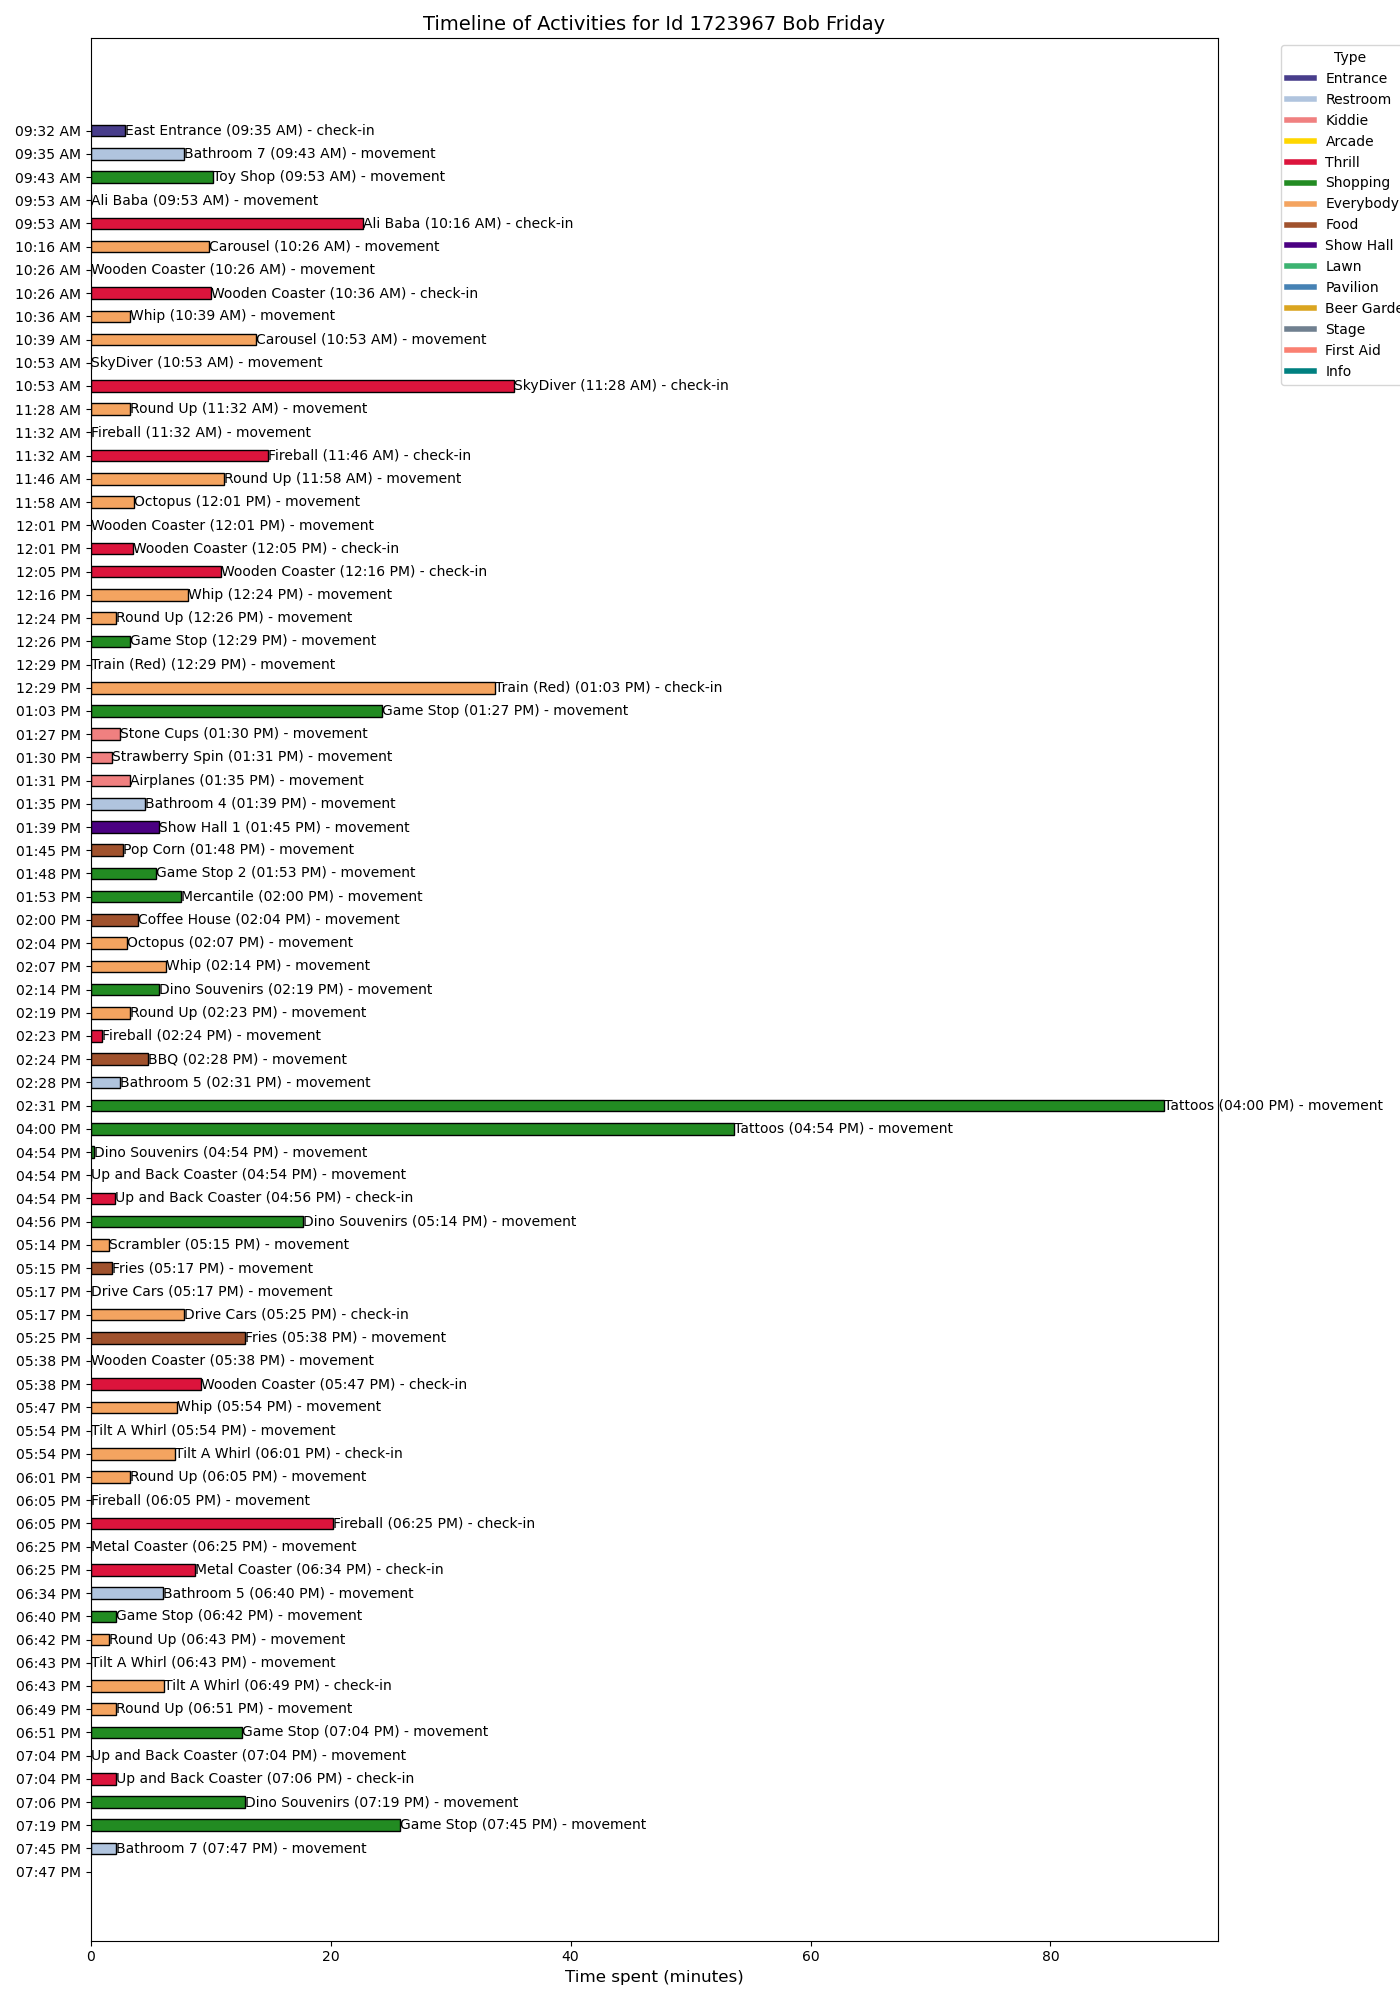 Timeline of Activities for Id 1723967 Bob Friday
Type
Entrance
Restroom
Kiddie
Arcade
Thrill
Shopping
Everybody
Food
Show Hall
Lawn
Pavilion
Beer Garde
Stage
First Aid
Info
09:32 AM East Entrance (09:35 AM) - check-in
09:35 AM Bathroom 7 (09:43 AM) - movement
09:43 AM Toy Shop (09:53 AM) - movement
09:53 AM Ali Baba (09:53 AM) - movement
09:53 AM Ali Baba (10:16 AM) - check-in
10:16 AM Carousel (10:26 AM) - movement
10:26 AM Wooden Coaster (10:26 AM) - movement
10:26 AM Wooden Coaster (10:36 AM) - check-in
10:36 AM Whip (10:39 AM) - movement
10:39 AM Carousel (10:53 AM) - movement
10:53 AM SkyDiver (10:53 AM) - movement
10:53 AM SkyDiver (11:28 AM) - check-in
11:28 AM Round Up (11:32 AM) - movement
11:32 AM Fireball (11:32 AM) - movement
11:32 AM Fireball (11:46 AM) - check-in
11:46 AM Round Up (11:58 AM) - movement
11:58 AM Octopus (12:01 PM) - movement
12:01 PM Wooden Coaster (12:01 PM) - movement
12:01 PM Wooden Coaster (12:05 PM) - check-in
12:05 PM Wooden Coaster (12:16 PM) - check-in
12:16 PM Whip (12:24 PM) - movement
12:24 PM Round Up (12:26 PM) - movement
12:26 PM Game Stop (12:29 PM) - movement
12:29 PM Train (Red) (12:29 PM) - movement
12:29 PM Train (Red) (01:03 PM) - check-in
01:03 PM Game Stop (01:27 PM) - movement
01:27 PM Stone Cups (01:30 PM) - movement
01:30 PM Strawberry Spin (01:31 PM) - movement
01:31 PM Airplanes (01:35 PM) - movement
01:35 PM Bathroom 4 (01:39 PM) - movement
01:39 PM Show Hall 1 (01:45 PM) - movement
01:45 PM Pop Corn (01:48 PM) - movement
01:48 PM Game Stop 2 (01:53 PM) - movement
01:53 PM Mercantile (02:00 PM) - movement
02:00 PM Coffee House (02:04 PM) - movement
02:04 PM Octopus (02:07 PM) - movement
02:07 PM Whip (02:14 PM) - movement
02:14 PM Dino Souvenirs (02:19 PM) - movement
02:19 PM Round Up (02:23 PM) - movement
02:23 PM Fireball (02:24 PM) - movement
02:24 PM BBQ (02:28 PM) - movement
02:28 PM Bathroom 5 (02:31 PM) - movement
02:31 PM Tattoos (04:00 PM) - movement
04:00 PM Tattoos (04:54 PM) - movement
04:54 PM Dino Souvenirs (04:54 PM) - movement
04:54 PM Up and Back Coaster (04:54 PM) - movement
04:54 PM Up and Back Coaster (04:56 PM) - check-in
04:56 PM Dino Souvenirs (05:14 PM) - movement
05:14 PM Scrambler (05:15 PM) - movement
05:15 PM Fries (05:17 PM) - movement
05:17 PM Drive Cars (05:17 PM) - movement
05:17 PM Drive Cars (05:25 PM) - check-in
05:25 PM Fries (05:38 PM) - movement
05:38 PM Wooden Coaster (05:38 PM) - movement
05:38 PM Wooden Coaster (05:47 PM) - check-in
05:47 PM Whip (05:54 PM) - movement
05:54 PM Tilt A Whirl (05:54 PM) - movement
05:54 PM Tilt A Whirl (06:01 PM) - check-in
06:01 PM Round Up (06:05 PM) - movement
06:05 PM Fireball (06:05 PM) - movement
06:05 PM Fireball (06:25 PM) - check-in
06:25 PM Metal Coaster (06:25 PM) - movement
06:25 PM Metal Coaster (06:34 PM) - check-in
06:34 PM Bathroom 5 (06:40 PM) - movement
06:40 PM Game Stop (06:42 PM) - movement
06:42 PM Round Up (06:43 PM) - movement
06:43 PM Tilt A Whirl (06:43 PM) - movement
06:43 PM Tilt A Whirl (06:49 PM) - check-in
06:49 PM Round Up (06:51 PM) - movement
06:51 PM Game Stop (07:04 PM) - movement
07:04 PM Up and Back Coaster (07:04 PM) - movement
07:04 PM Up and Back Coaster (07:06 PM) - check-in
07:06 PM Dino Souvenirs (07:19 PM) - movement
07:19 PM Game Stop (07:45 PM) - movement
07:45 PM Bathroom 7 (07:47 PM) - movement
07:47 PM
0 20 40 60 80
Time spent (minutes)